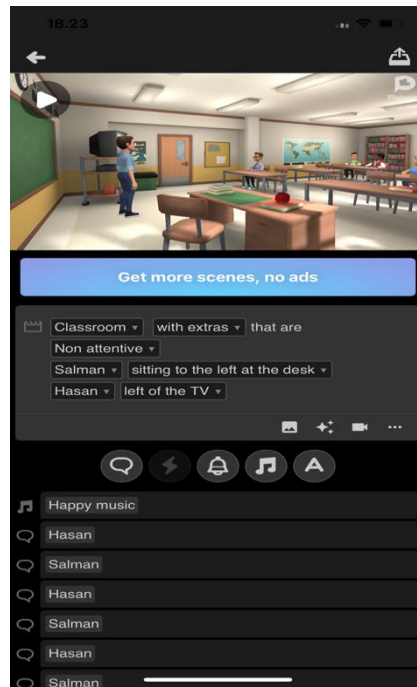 18.23
Get more scenes, no ads
Classroom with extras that are
Non attentive
Salman sitting to the left at the desk
Hasan left of the TV
A
Happy music
Hasan
Salman
Hasan
Salman
Hasan
Salman